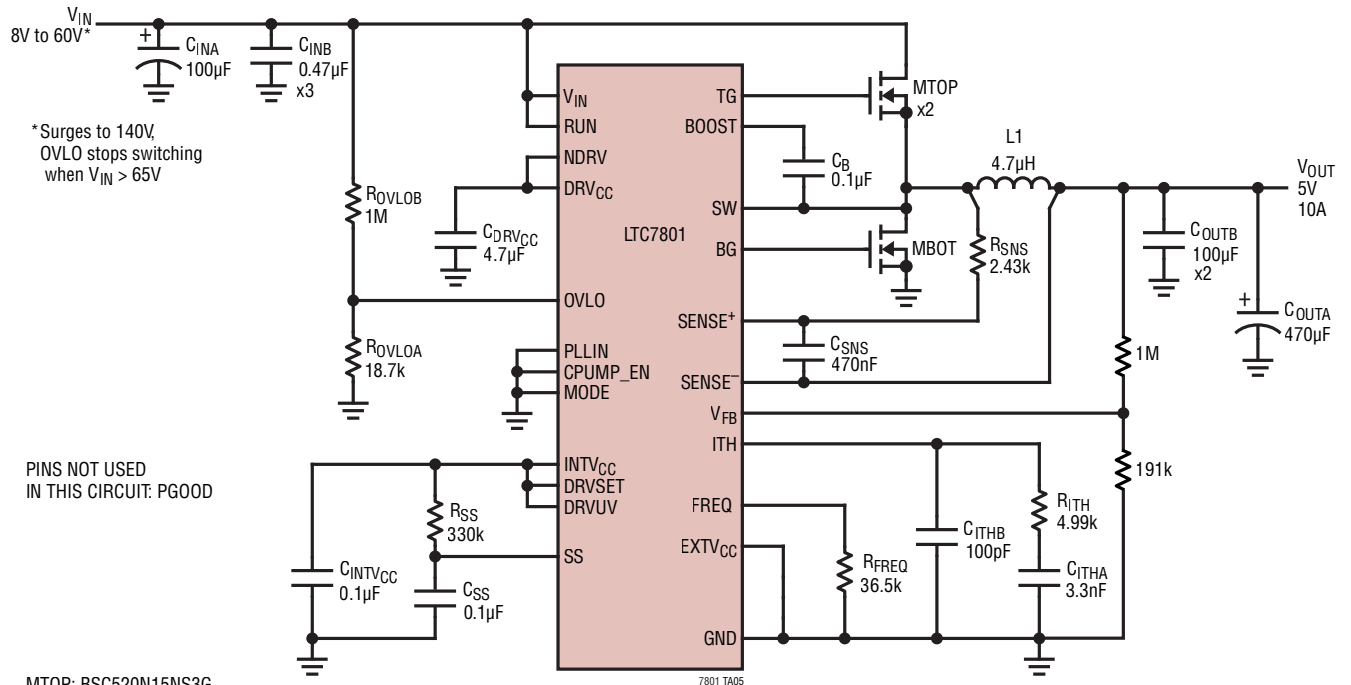 VIN
8V to 60V*
+
CINA
100µF
CINB
0.47µF
x3
*Surges to 140V,
OVLO stops switching
when VIN > 65V
ROVLOB
1M
CDRVCC
4.7µF
ROVLOA
18.7k
PINS NOT USED
IN THIS CIRCUIT: PGOOD
RSS
330k
CINTVCC
0.1µF
CSS
0.1µF
VIN
RUN
NDRV
DRVCC
OVLO
PLLIN
CPUMP_EN
MODE
INTVCC
DRVSET
DRVUV
SS
LTC7801
TG
BOOST
SW
BG
SENSE+
SENSE−
VFB
ITH
FREQ
EXTVCC
GND
MTOP
x2
CB
0.1µF
MBOT
L1
4.7µH
RSNS
2.43k
CSNS
470nF
VOUT
5V
10A
COUTB
100µF
x2
+
COUTA
470µF
1M
191k
RITH
4.99k
CITHB
100pF
CITHA
3.3nF
RFREQ
36.5k
7801 TA05
MTOP: BSC520N15NS3G